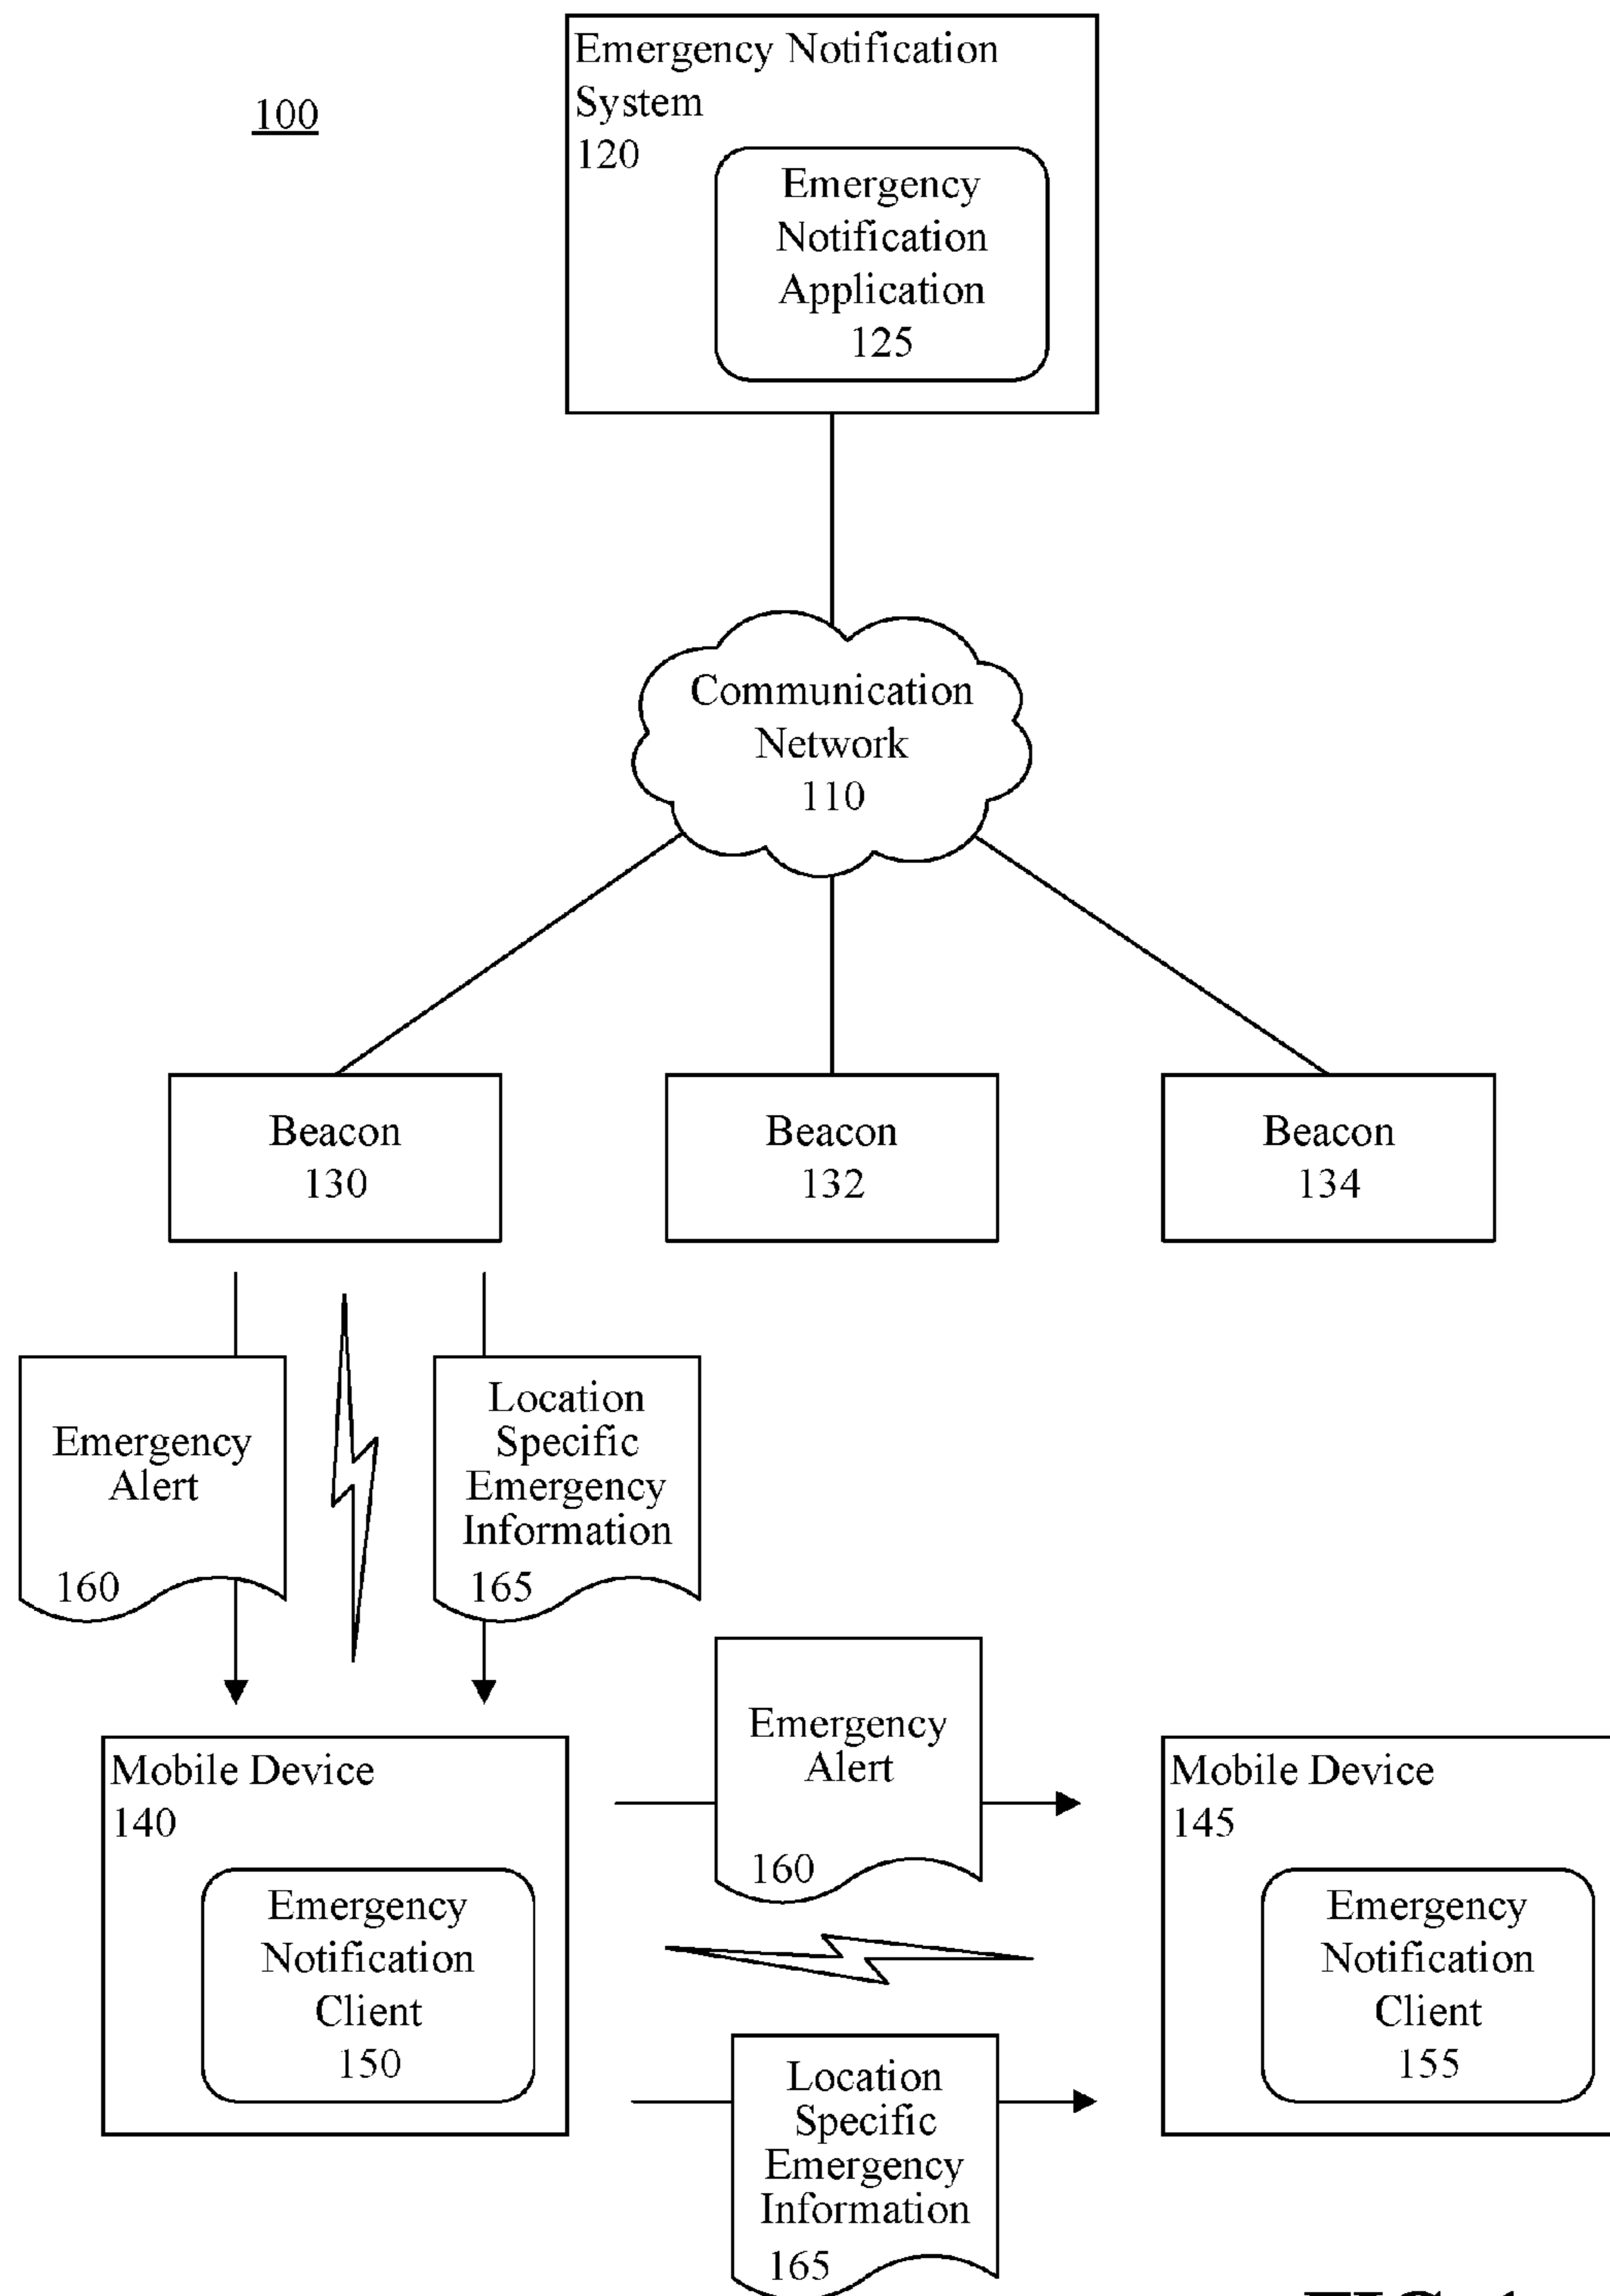 100
Emergency Notification
System
120
Emergency
Notification
Application
125
Communication
Network
110
Beacon
130
Beacon
132
Beacon
134
Emergency
Alert
160
Location
Specific
Emergency
Information
165
Mobile Device
140
Emergency
Notification
Client
150
Emergency
Alert
160
Location
Specific
Emergency
Information
165
Mobile Device
145
Emergency
Notification
Client
155